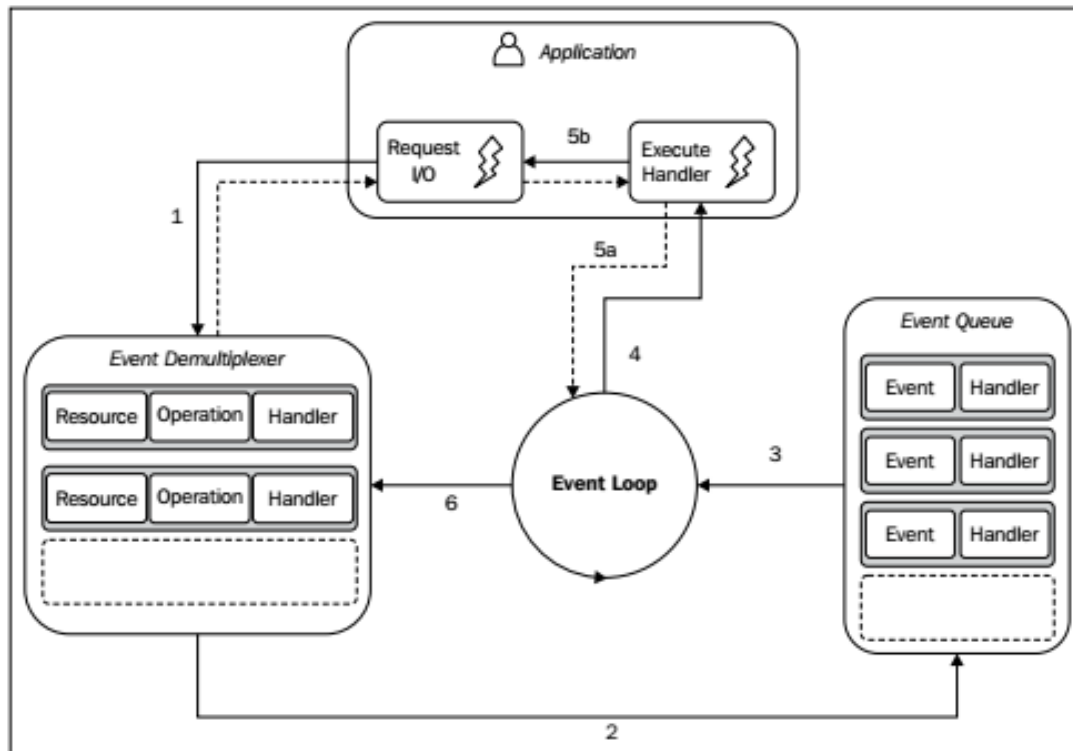 Application
Request
I/O
5b
Execute
Handler
1
5a
Event Demultiplexer
Resource Operation Handler
Resource Operation Handler
4
Event Loop
6
3
Event Queue
Event Handler
Event Handler
Event Handler
2